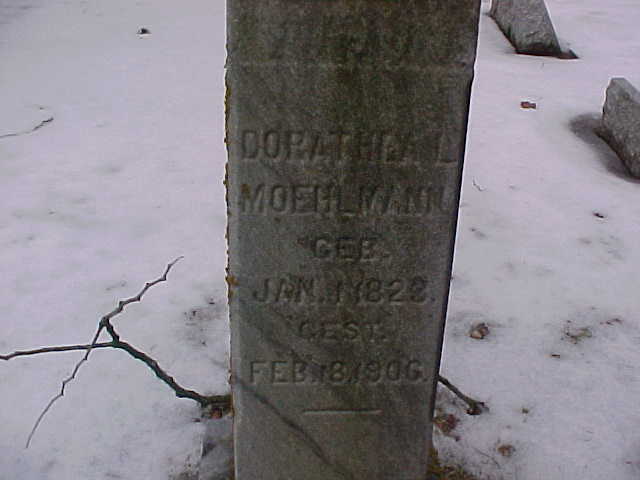 DORATHEA L.
MOEHLMANN
GEB.
JAN. 1, 1828.
GEST.
FEB. 18, 1906.